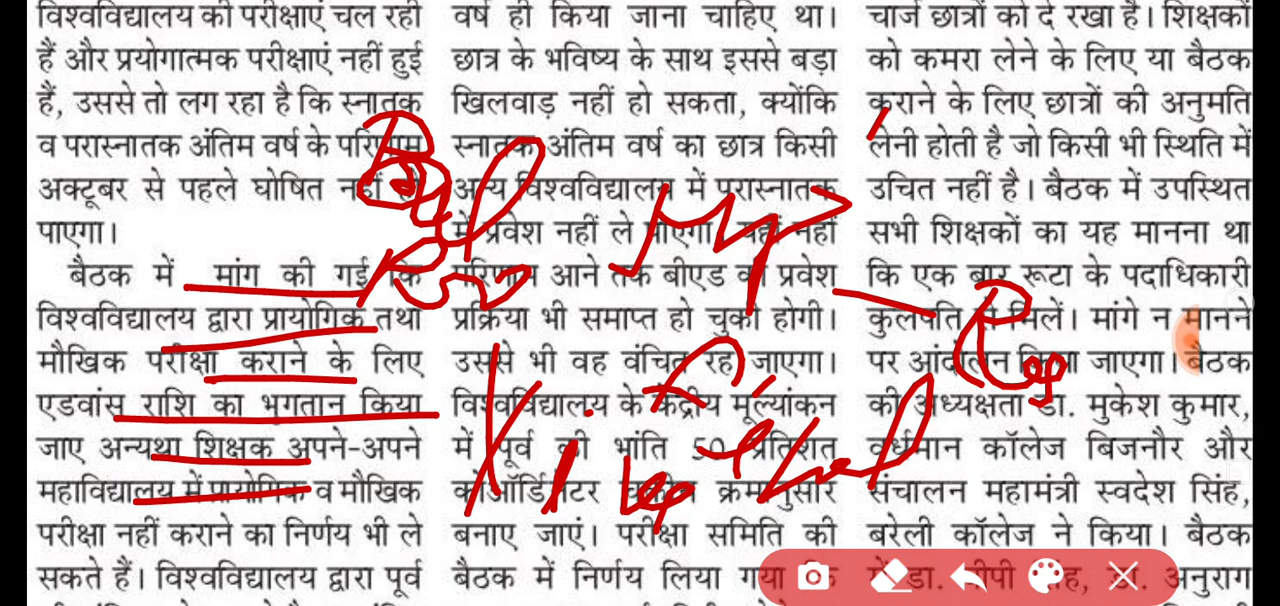 विश्वविद्यालय की परीक्षाएं चल रही
हैं और प्रयोगात्मक परीक्षाएं नहीं हुई
हैं, उससे तो लग रहा है कि स्नातक
व परास्नातक अंतिम वर्ष के परिणाम
अक्टूबर से पहले घोषित नहीं हो
पाएगा।
बैठक में मांग की गई कि
विश्वविद्यालय द्वारा प्रायोगिक तथा
मौखिक परीक्षा कराने के लिए
एडवांस राशि का भुगतान किया
जाए अन्यथा शिक्षक अपने-अपने
महाविद्यालय में प्रायोगिक व मौखिक
परीक्षा नहीं कराने का निर्णय भी ले
सकते हैं। विश्वविद्यालय द्वारा पूर्व
वर्ष ही किया जाना चाहिए था।
छात्र के भविष्य के साथ इससे बड़ा
खिलवाड़ नहीं हो सकता, क्योंकि
स्नातक अंतिम वर्ष का छात्र किसी
अन्य विश्वविद्यालय में परास्नातक
में प्रवेश नहीं ले पाएगा। यही नहीं
परिणाम आने तक बीएड की प्रवेश
प्रक्रिया भी समाप्त हो चुकी होगी।
उससे भी वह वंचित रह जाएगा।
विश्वविद्यालय के केंद्रीय मूल्यांकन
में पूर्व की भांति 50 प्रतिशत
कोऑर्डिनेटर क्रमानुसार
बनाए जाएं। परीक्षा समिति की
बैठक में निर्णय लिया गया कि
चार्ज छात्रों को दे रखा है। शिक्षकों
को कमरा लेने के लिए या बैठक
कराने के लिए छात्रों की अनुमति
लेनी होती है जो किसी भी स्थिति में
उचित नहीं है। बैठक में उपस्थित
सभी शिक्षकों का यह मानना था
कि एक बार रूटा के पदाधिकारी
कुलपति से मिलें। मांगे न मानने
पर आंदोलन किया जाएगा। बैठक
की अध्यक्षता डा. मुकेश कुमार,
वर्धमान कॉलेज बिजनौर और
संचालन महामंत्री स्वदेश सिंह,
बरेली कॉलेज ने किया। बैठक
में डा. अनुराग